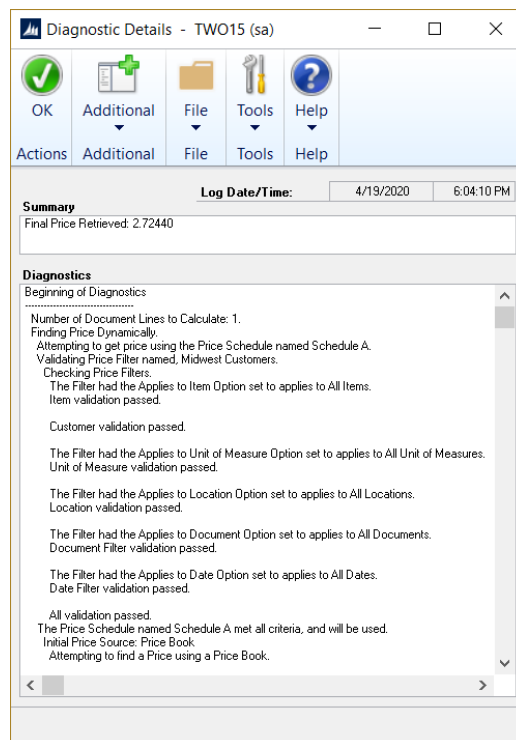 Diagnostic Details - TWO15 (sa)
OK
Additional
File
Tools
Help
Actions
Additional
File
Tools
Help
Log Date/Time:
4/19/2020
6:04:10 PM
Summary
Final Price Retrieved: 2.72440
Diagnostics
Beginning of Diagnostics
--------------------------------
Number of Document Lines to Calculate: 1.
Finding Price Dynamically.
Attempting to get price using the Price Schedule named Schedule A.
Validating Price Filter named, Midwest Customers.
Checking Price Filters.
The Filter had the Applies to Item Option set to applies to All Items.
Item validation passed.
Customer validation passed.
The Filter had the Applies to Unit of Measure Option set to applies to All Unit of Measures.
Unit of Measure validation passed.
The Filter had the Applies to Location Option set to applies to All Locations.
Location validation passed.
The Filter had the Applies to Document Option set to applies to All Documents.
Document Filter validation passed.
The Filter had the Applies to Date Option set to applies to All Dates.
Date Filter validation passed.
All validation passed.
The Price Schedule named Schedule A met all criteria, and will be used.
Initial Price Source: Price Book
Attempting to find a Price using a Price Book.